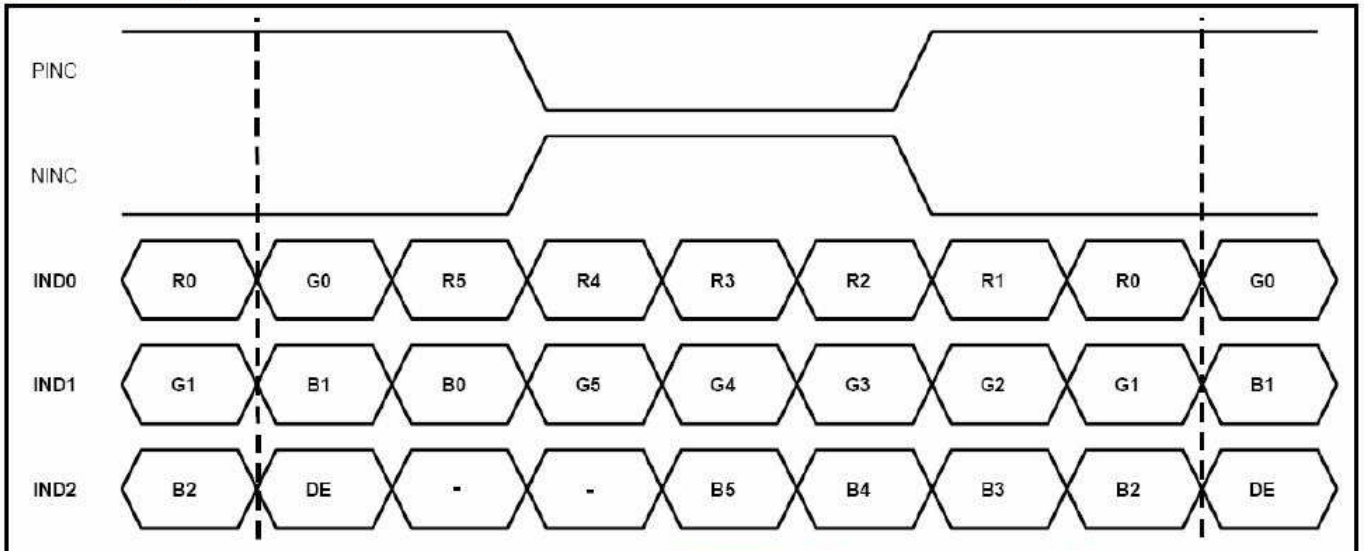 PINC
NINC
IND0 R0 G0 R5 R4 R3 R2 R1 R0 G0
IND1 G1 B1 B0 G5 G4 G3 G2 G1 B1
IND2 B2 DE - - B5 B4 B3 B2 DE